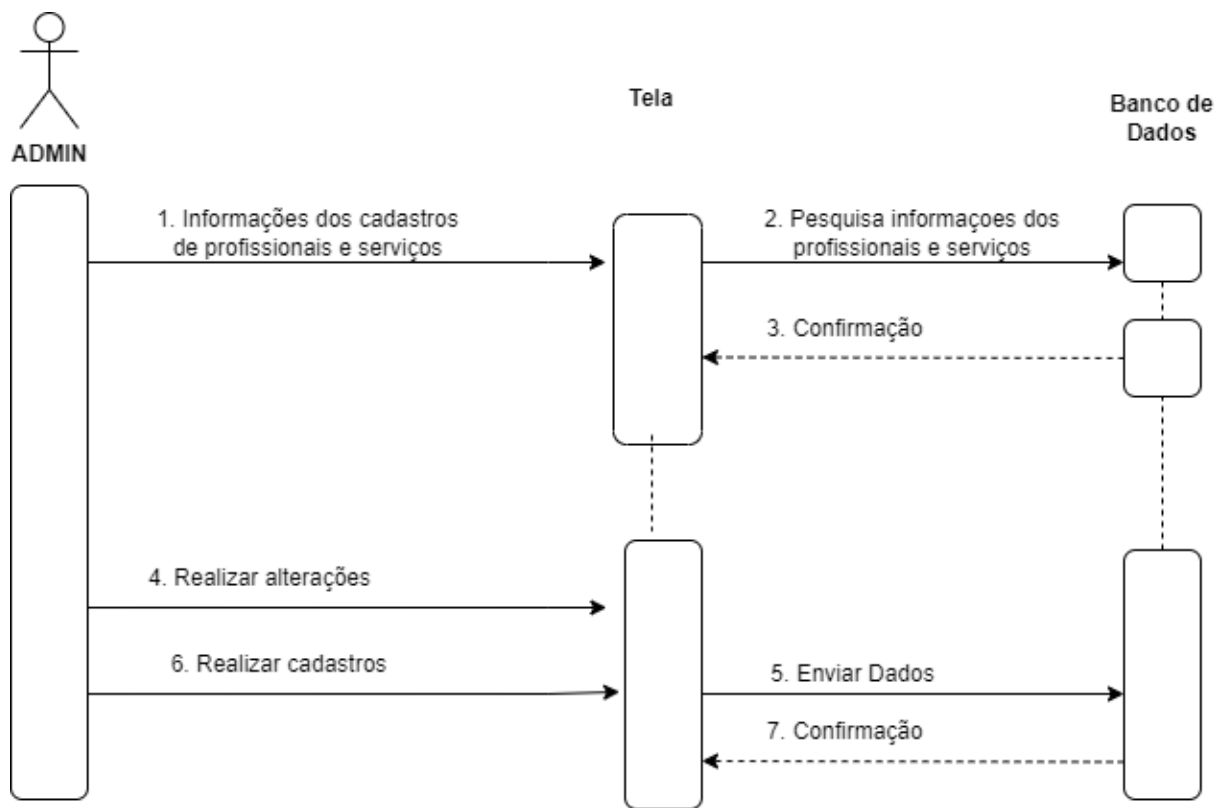 Tela
Banco de
Dados
ADMIN
1. Informações dos cadastros
de profissionais e serviços
2. Pesquisa informaçoes dos
profissionais e serviços
3. Confirmação
4. Realizar alterações
6. Realizar cadastros
5. Enviar Dados
7. Confirmação